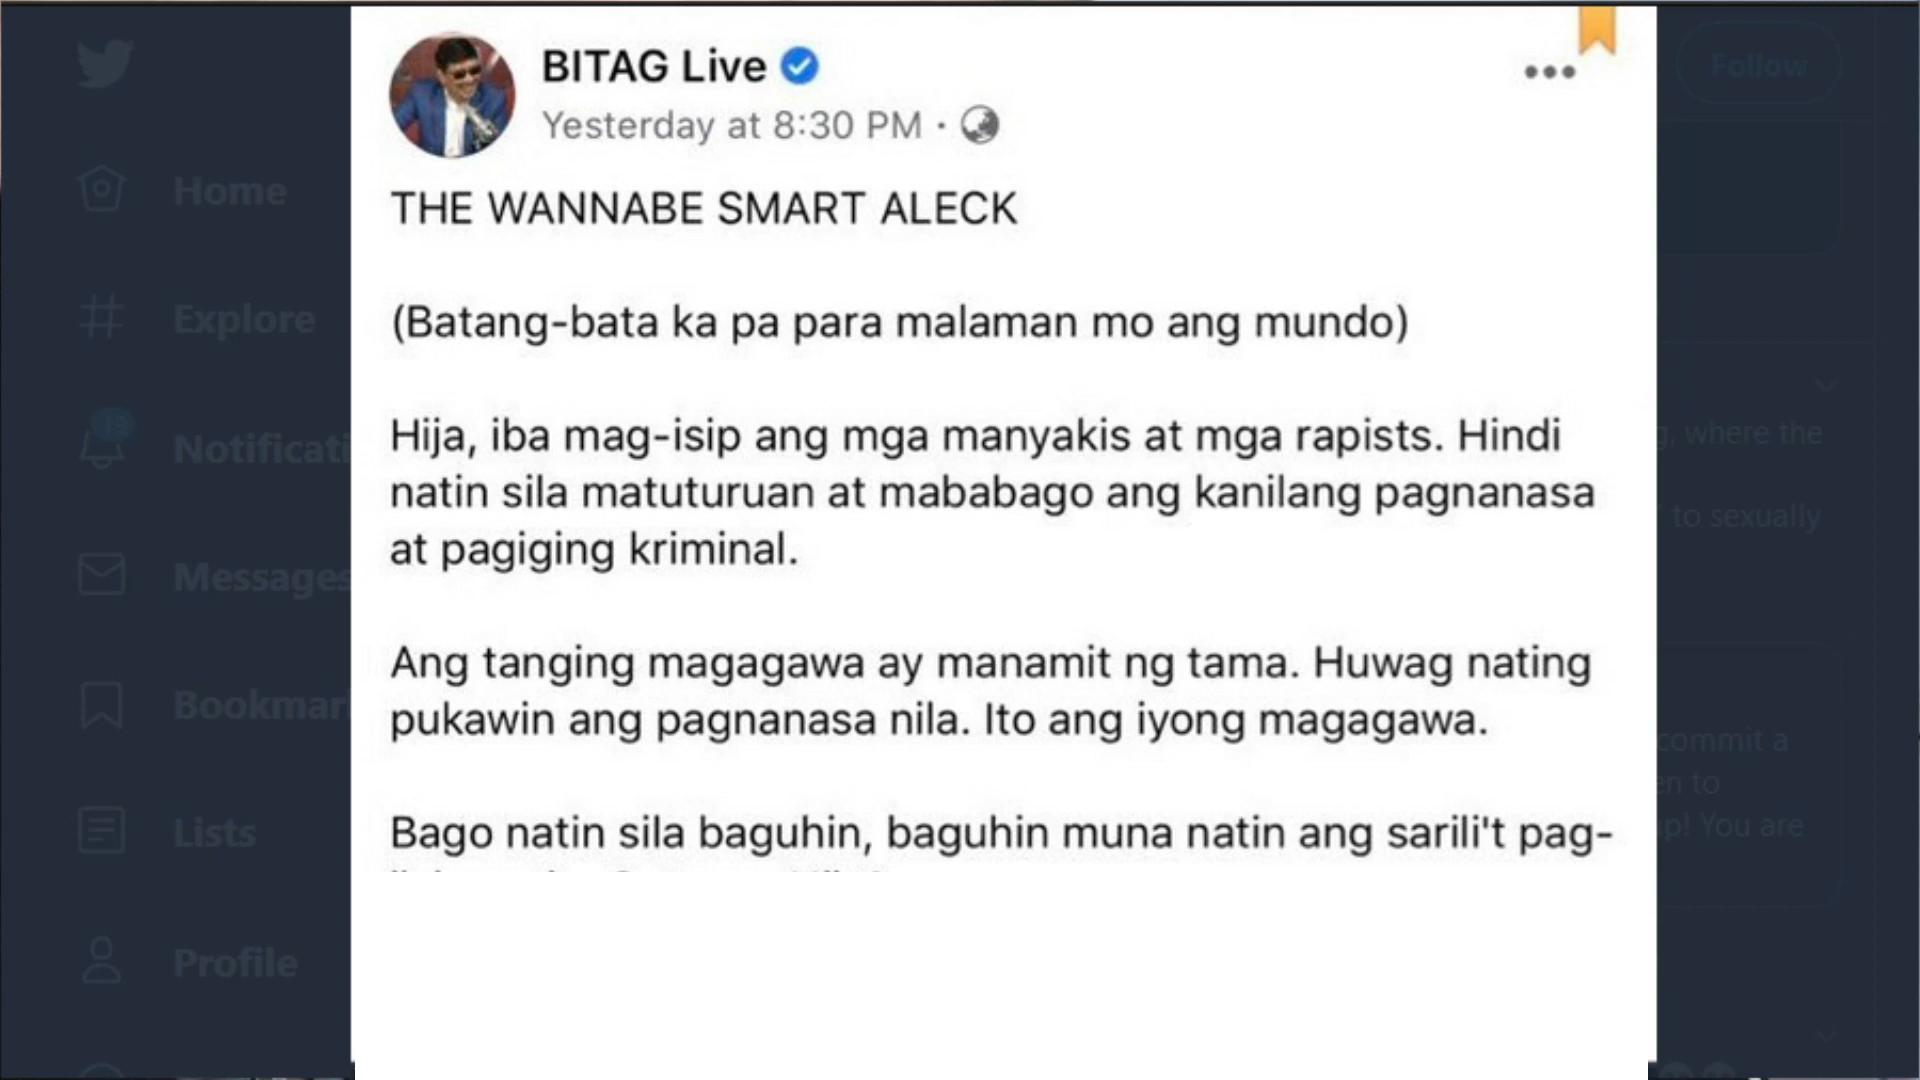 BITAG Live
Yesterday at 8:30 PM ·
THE WANNABE SMART ALECK
(Batang-bata ka pa para malaman mo ang mundo)
Hija, iba mag-isip ang mga manyakis at mga rapists. Hindi
natin sila matuturuan at mababago ang kanilang pagnanasa
at pagiging kriminal.
Ang tanging magagawa ay manamit ng tama. Huwag nating
pukawin ang pagnanasa nila. Ito ang iyong magagawa.
Bago natin sila baguhin, baguhin muna natin ang sarili't pag-
Home
Explore
19
Notificati
Messages
Bookmar
Lists
Profile
Follow
, where the
to sexually
commit a
en to
p! You are